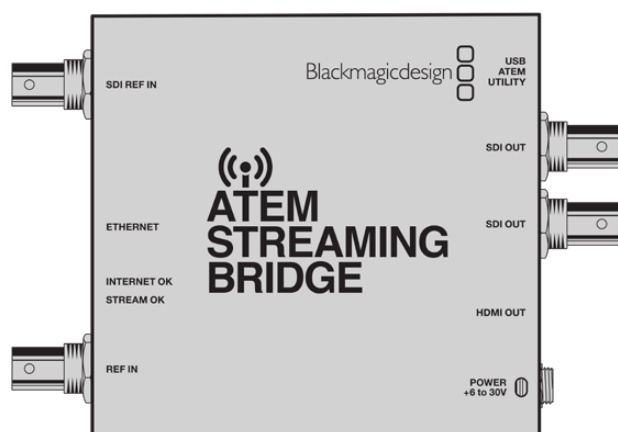 Blackmagicdesign
USB
ATEM
UTILITY
SDI REF IN
SDI OUT
ATEM
STREAMING
BRIDGE
SDI OUT
ETHERNET
INTERNET OK
STREAM OK
HDMI OUT
REF IN
POWER
+6 to 30V